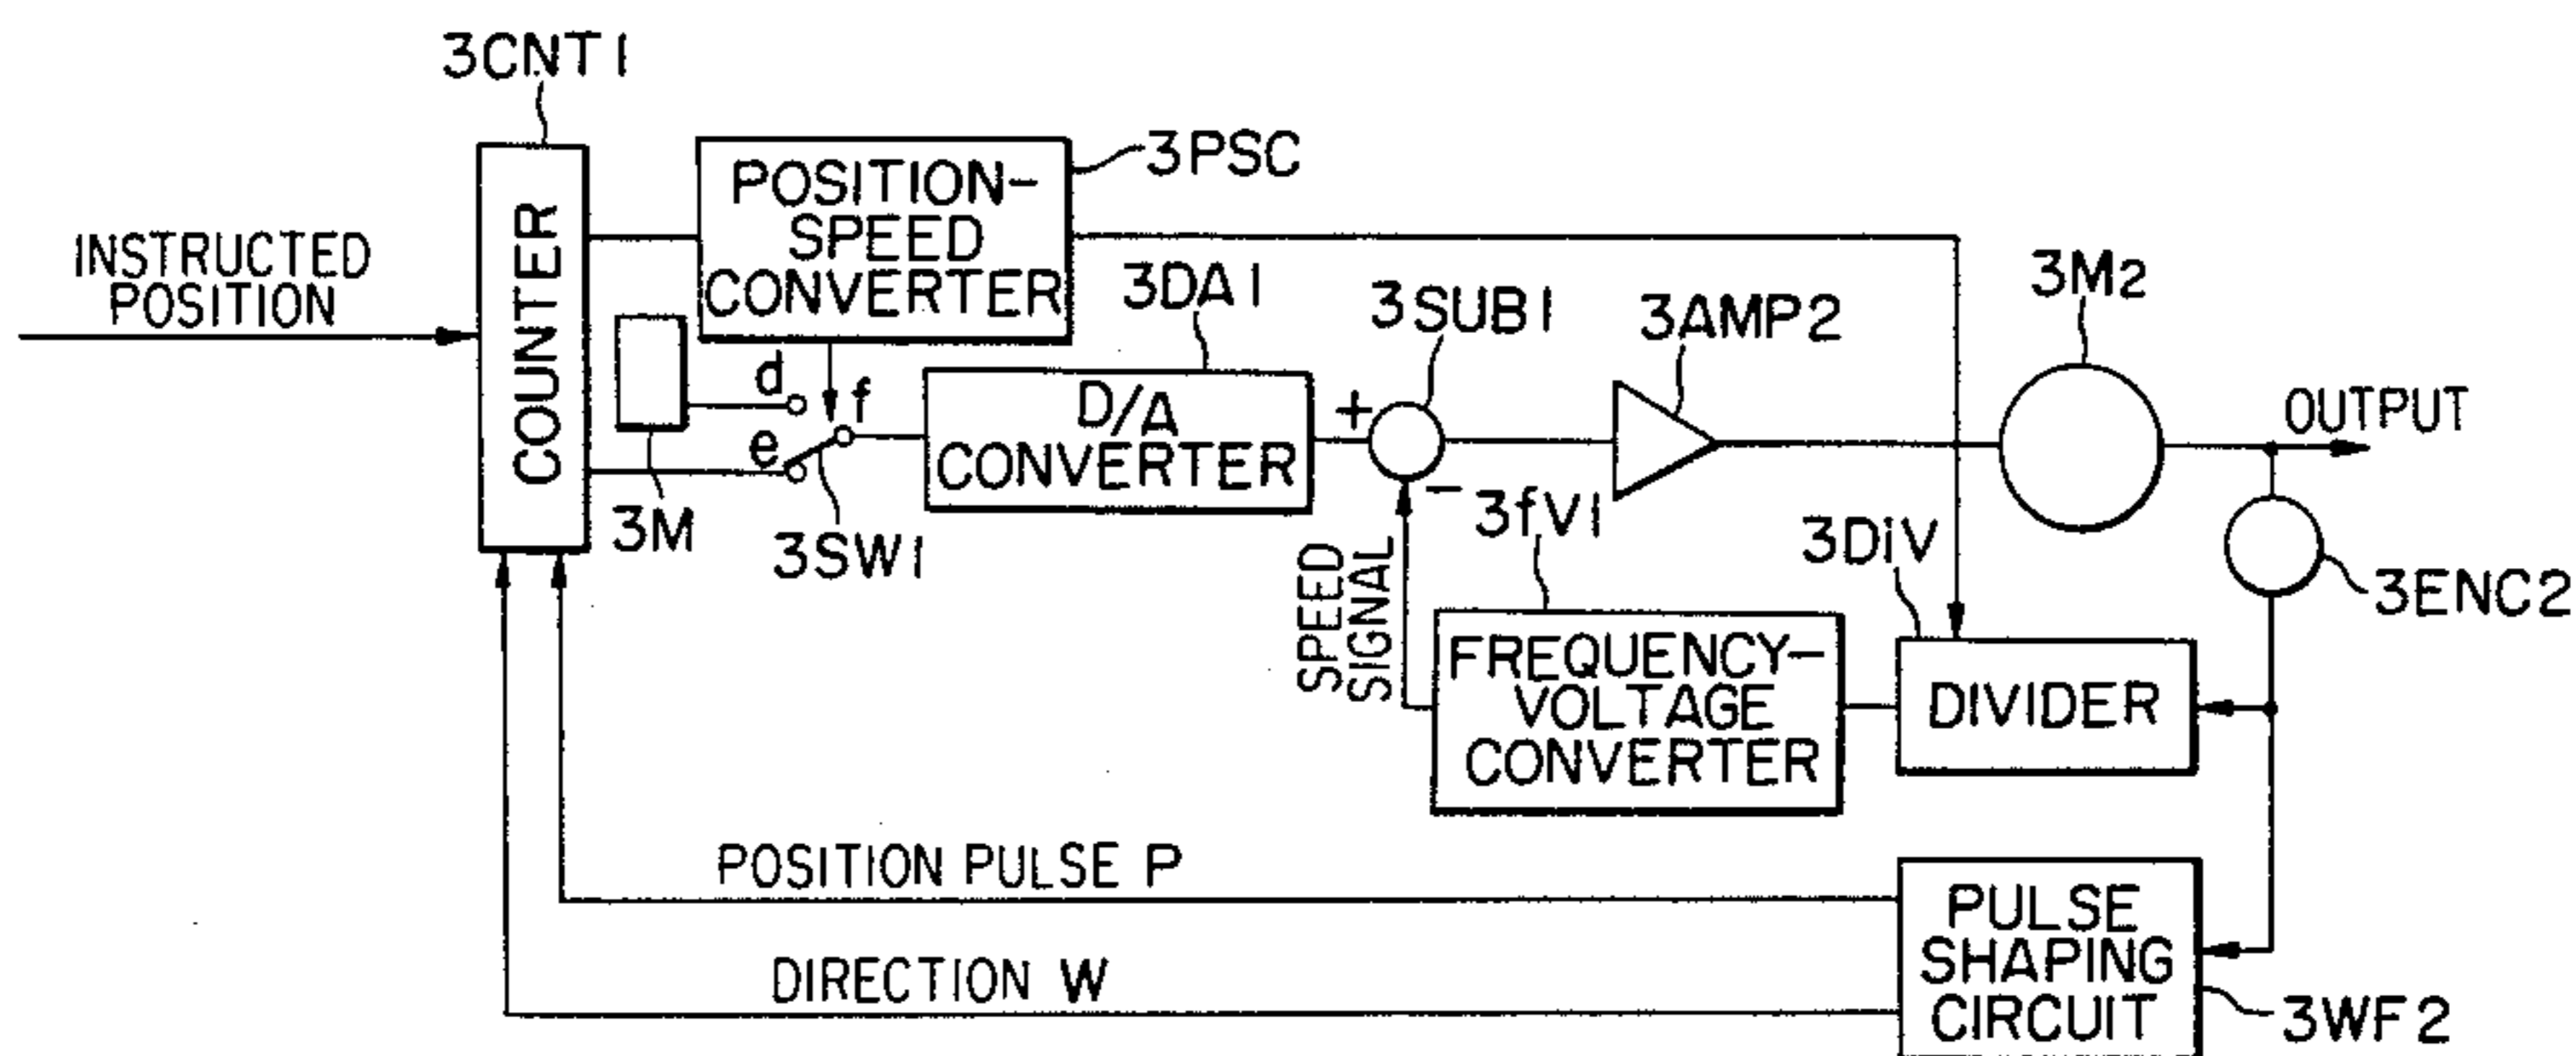 3CNT1
3PSC
POSITION-
SPEED
CONVERTER
INSTRUCTED
POSITION
COUNTER
3DA1
3SUB1
3AMP2
3M2
d
f
e
D/A
CONVERTER
+
-
OUTPUT
3M
3SW1
SPEED
SIGNAL
3fV1
3DiV
3ENC2
FREQUENCY-
VOLTAGE
CONVERTER
DIVIDER
POSITION PULSE P
DIRECTION W
PULSE
SHAPING
CIRCUIT
3WF2